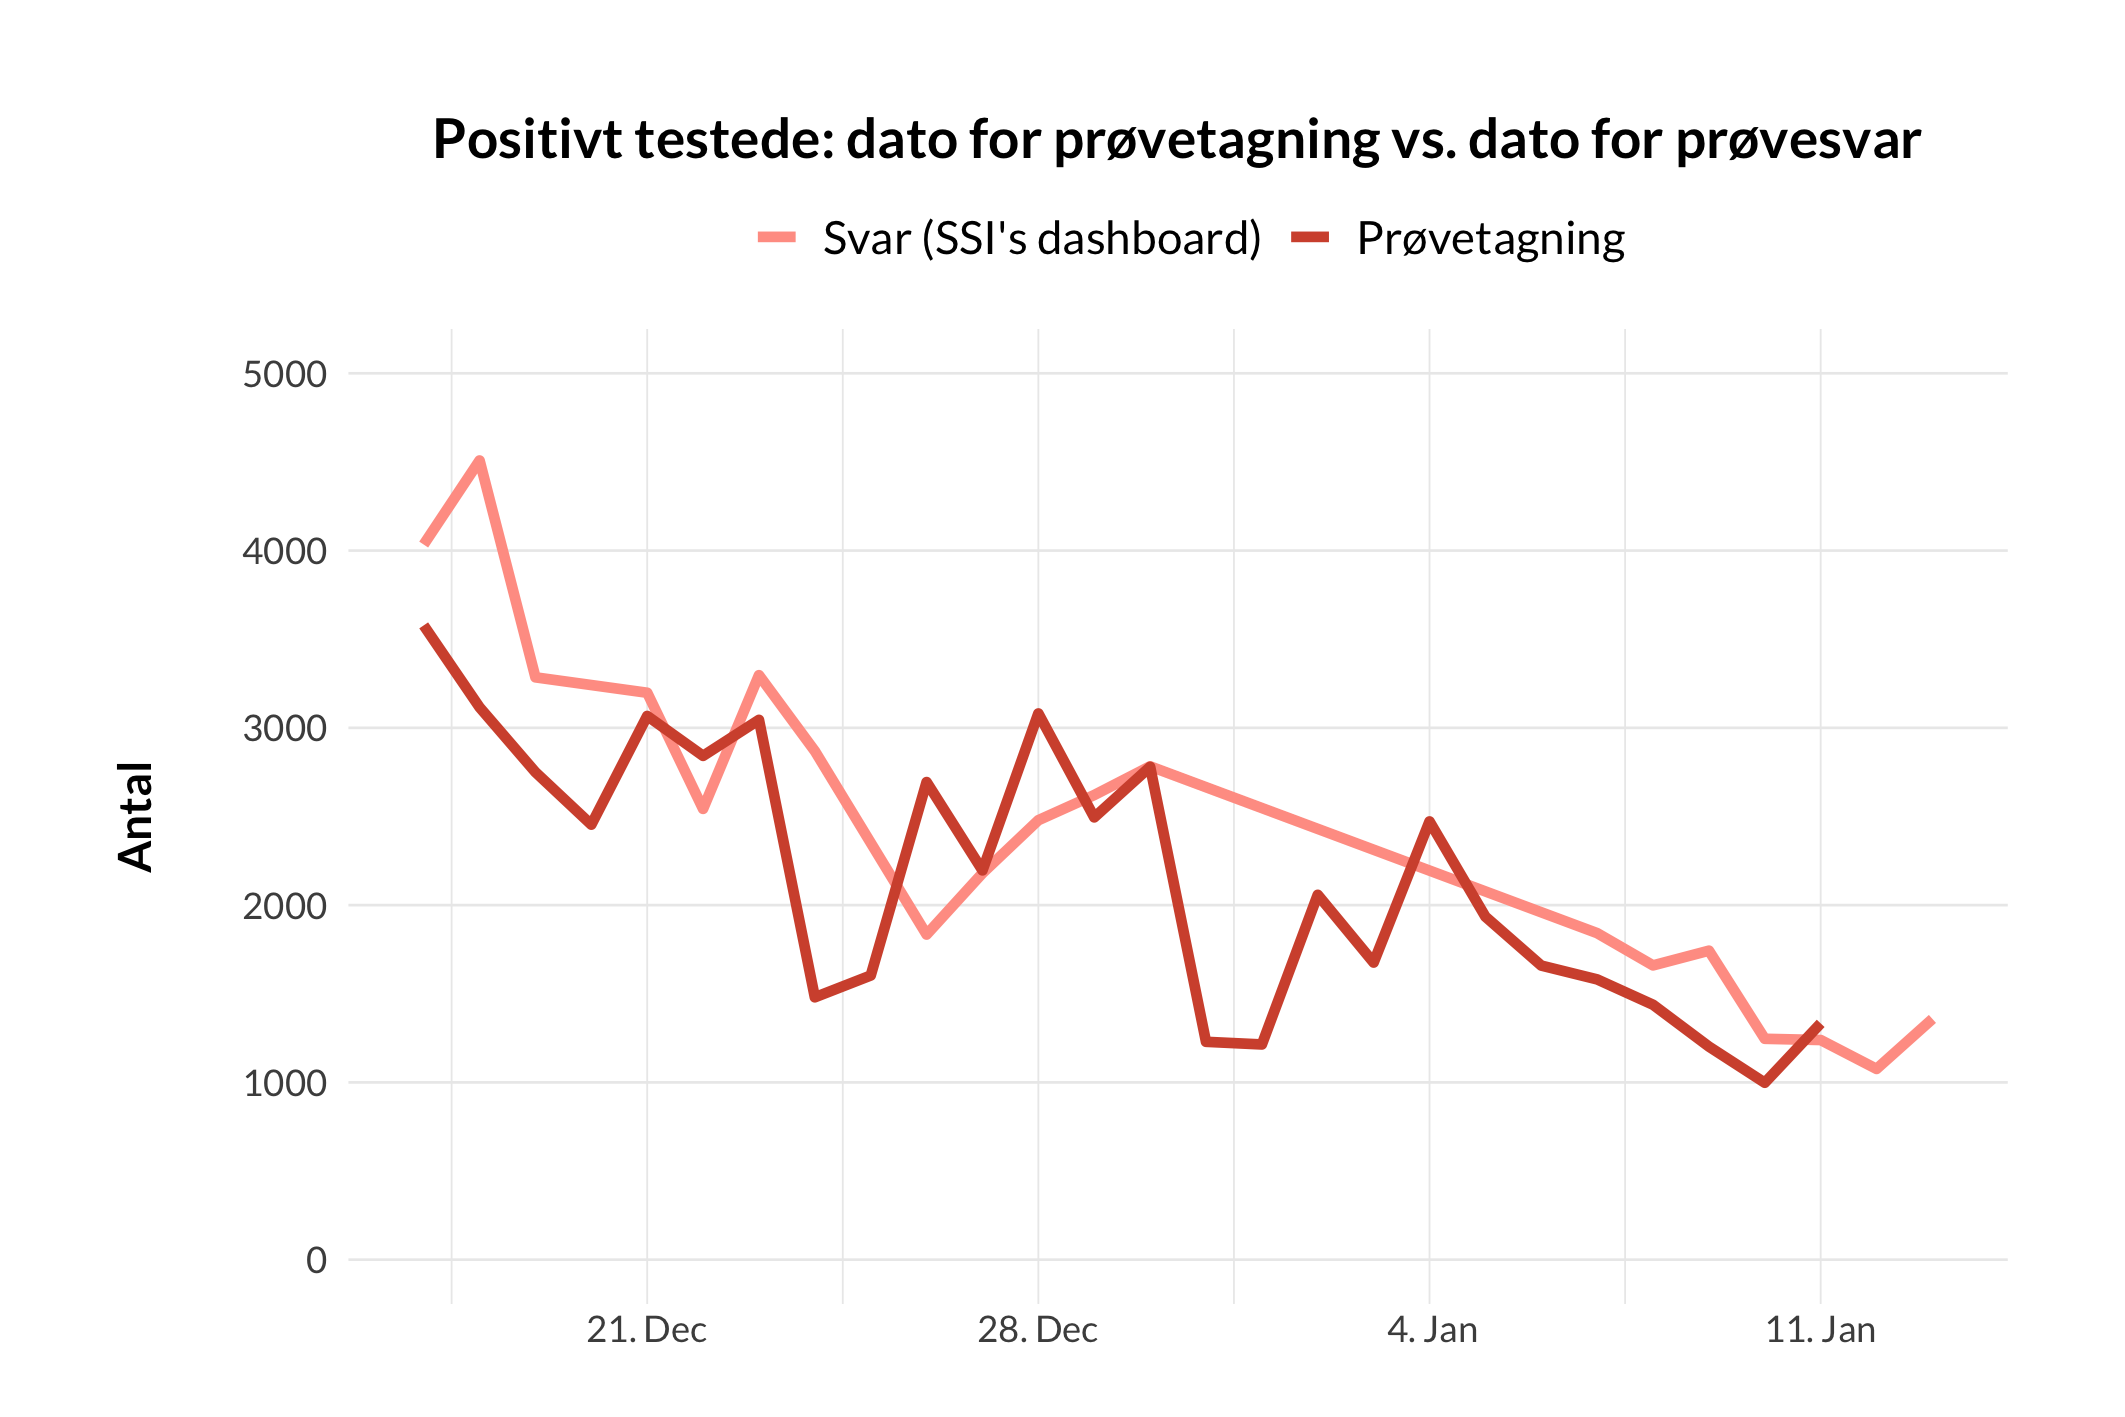 Positivt testede: dato for prøvetagning vs. dato for prøvesvar
Svar (SSI's dashboard) Prøvetagning
Antal
5000
4000
3000
2000
1000
0
21. Dec 28. Dec 4. Jan 11. Jan